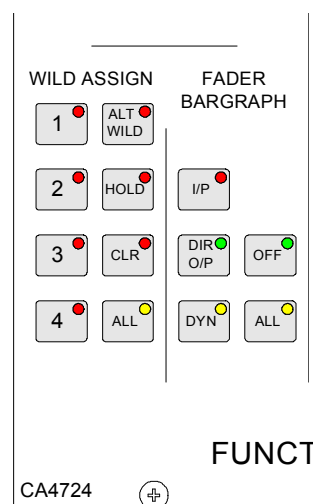 WILD ASSIGN
FADER
BARGRAPH
1
ALT
WILD
2
HOLD
I/P
3
CLR
DIR
O/P
OFF
4
ALL
DYN
ALL
FUNCT
CA4724